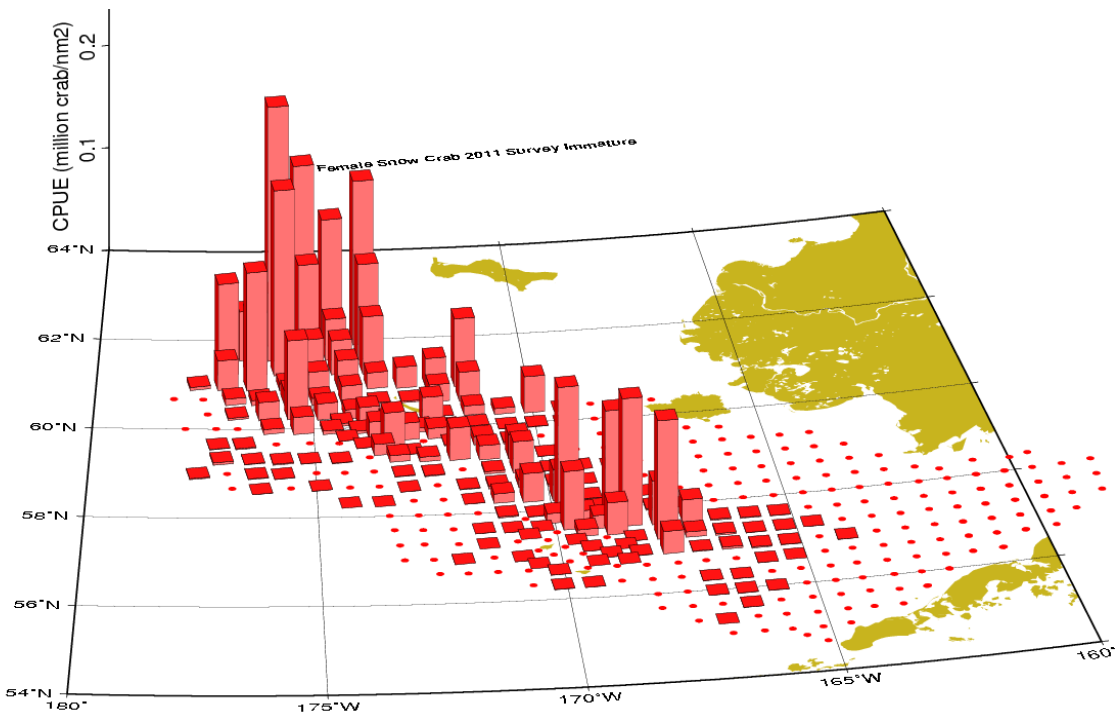 0.2
0.1
CPUE (million crab/nm2)
Female Snow Crab 2011 Survey Immature
64°N
62°N
60°N
58°N
56°N
54°N
180°
175°W
170°W
165°W
160°